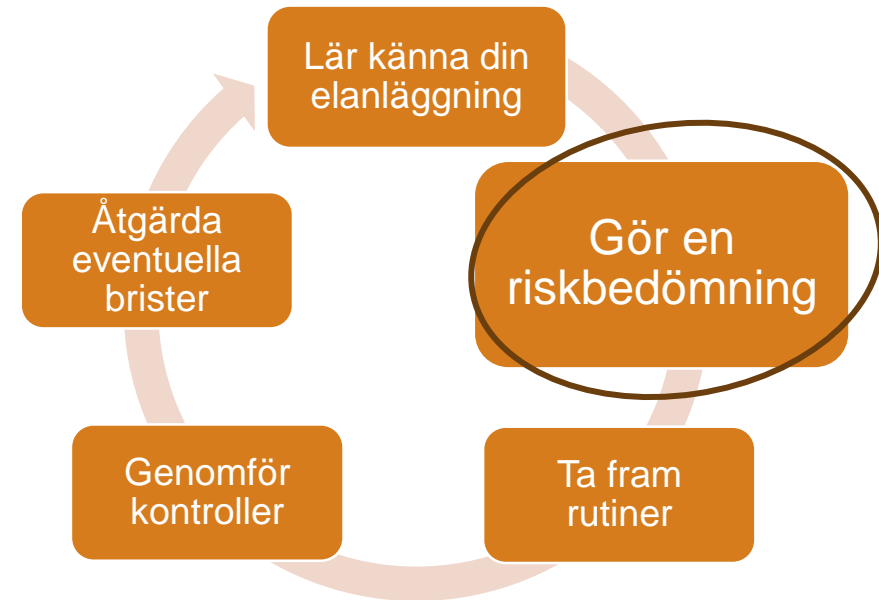 Lär känna din
elanläggning
Gör en
riskbedömning
Ta fram
rutiner
Genomför
kontroller
Åtgärda
eventuella
brister